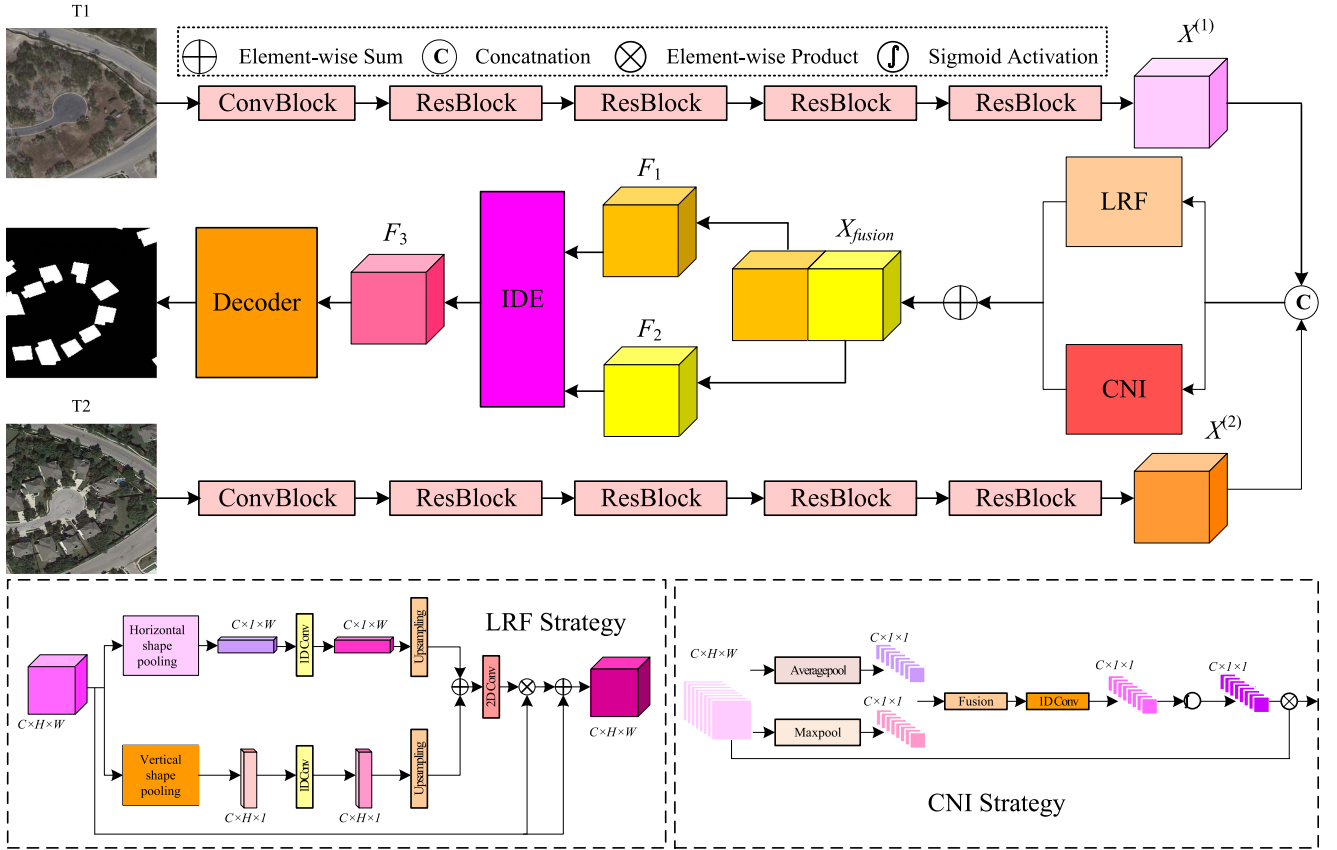 T1
Element-wise Sum
C
Concatnation
Element-wise Product
Sigmoid Activation
X(1)
ConvBlock
ResBlock
ResBlock
ResBlock
ResBlock
F1
LRF
Xfusion
F3
Decoder
IDE
C
F2
CNI
T2
X(2)
ConvBlock
ResBlock
ResBlock
ResBlock
ResBlock
LRF Strategy
Horizontal
shape
pooling
C×1×W
1D Conv
C×1×W
Upsampling
2D Conv
C×H×W
C×H×W
Vertical
shape
pooling
C×H×1
1D Conv
C×H×1
Upsampling
C×H×W
Averagepool
C×1×1
Maxpool
C×1×1
Fusion
1D Conv
C×1×1
C×1×1
CNI Strategy